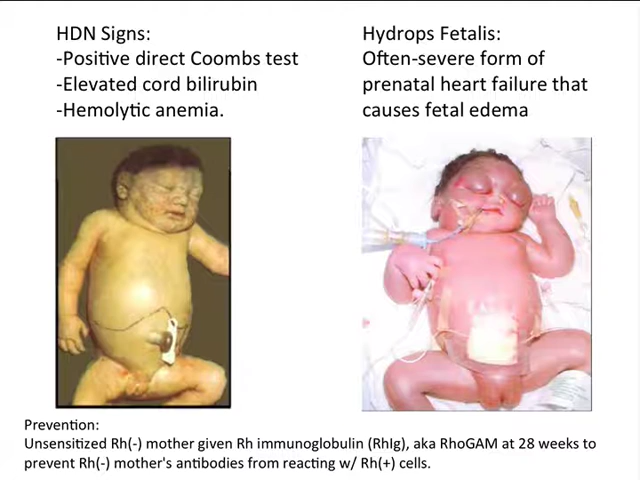 HDN Signs:
-Positive direct Coombs test
-Elevated cord bilirubin
-Hemolytic anemia.
Hydrops Fetalis:
Often-severe form of
prenatal heart failure that
causes fetal edema
Prevention:
Unsensitized Rh(-) mother given Rh immunoglobulin (RhIg), aka RhoGAM at 28 weeks to
prevent Rh(-) mother's antibodies from reacting w/ Rh(+) cells.